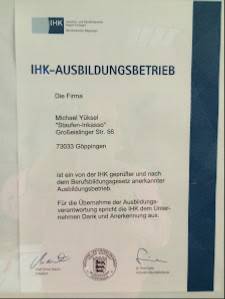 IHK
IHK-AUSBILDUNGSBETRIEB
Die Firma
Michael Yüksel
"Staufen-Inkasso"
Großeislinger Str. 56
73033 Göppingen
ist ein von der IHK geprüfter und nach
dem Berufsbildungsgesetz anerkannter
Ausbildungsbetrieb.
Für die Übernahme der Ausbildungs-
verantwortung spricht die IHK dem Unter-
nehmen Dank und Anerkennung aus.